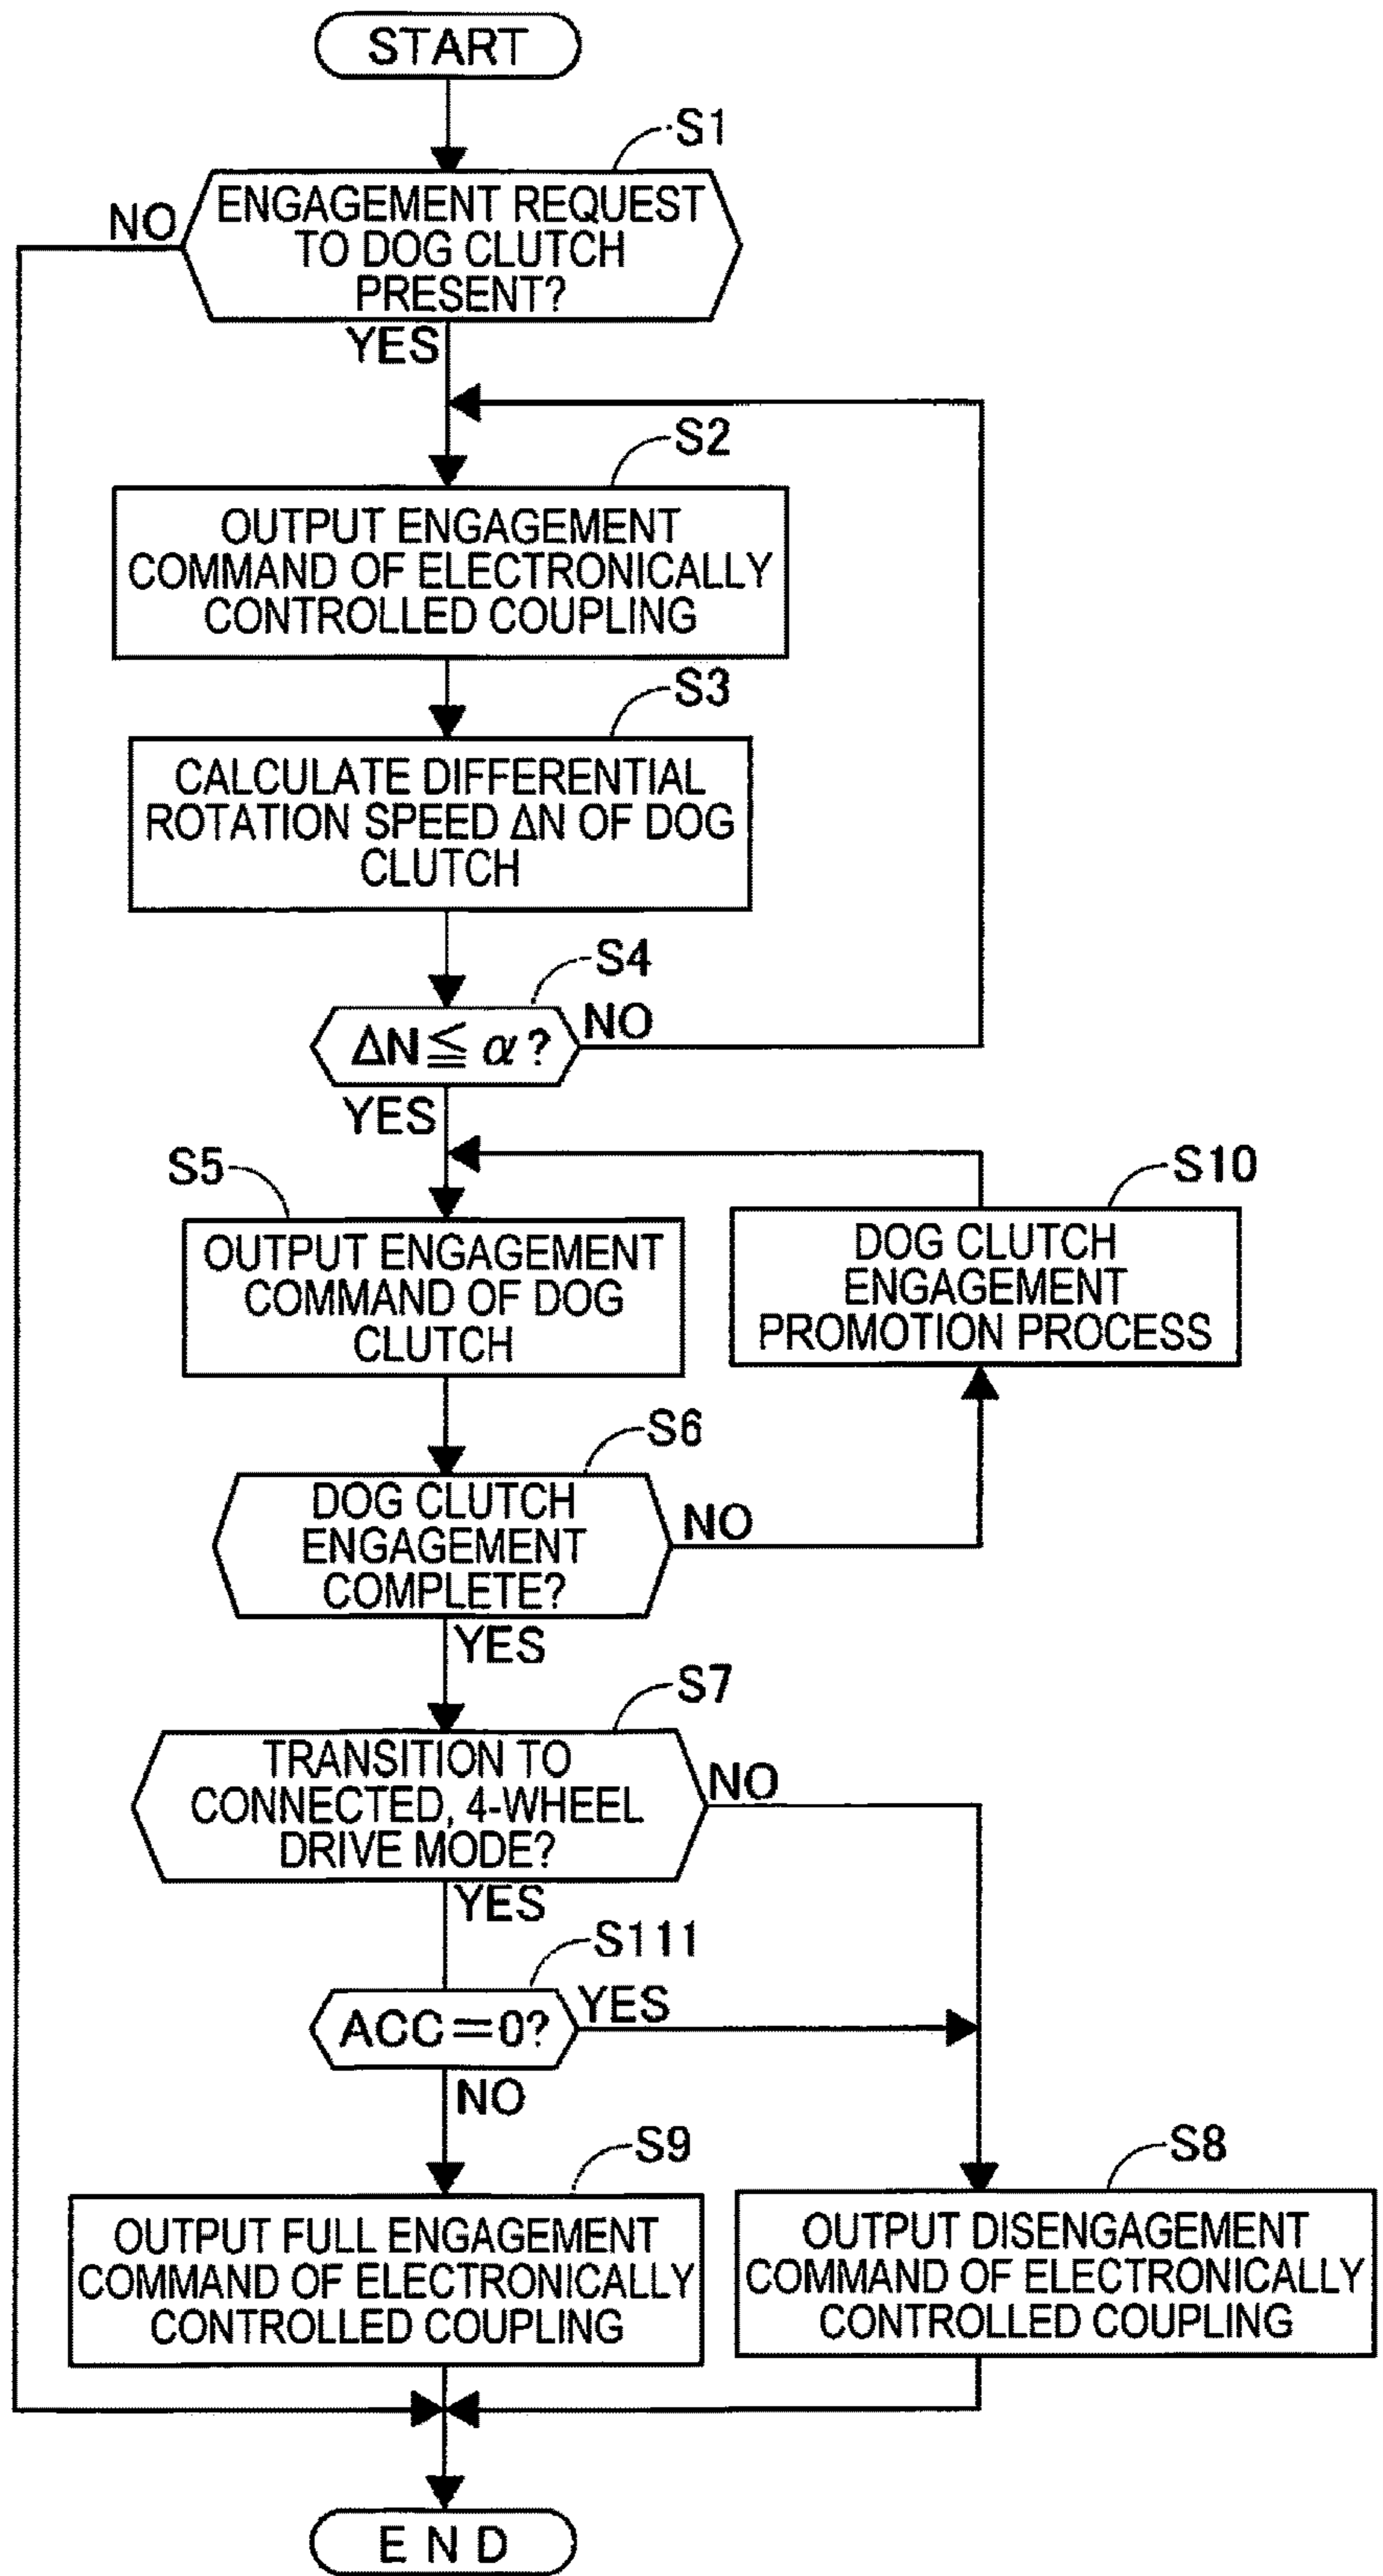 START
S1
ENGAGEMENT REQUEST
TO DOG CLUTCH
PRESENT?
NO
YES
S2
OUTPUT ENGAGEMENT
COMMAND OF ELECTRONICALLY
CONTROLLED COUPLING
S3
CALCULATE DIFFERENTIAL
ROTATION SPEED ΔN OF DOG
CLUTCH
S4
ΔN≦α?
NO
YES
S5
OUTPUT ENGAGEMENT
COMMAND OF DOG
CLUTCH
S10
DOG CLUTCH
ENGAGEMENT
PROMOTION PROCESS
S6
DOG CLUTCH
ENGAGEMENT
COMPLETE?
NO
YES
S7
TRANSITION TO
CONNECTED, 4-WHEEL
DRIVE MODE?
NO
YES
S111
ACC=0?
YES
NO
S9
OUTPUT FULL ENGAGEMENT
COMMAND OF ELECTRONICALLY
CONTROLLED COUPLING
S8
OUTPUT DISENGAGEMENT
COMMAND OF ELECTRONICALLY
CONTROLLED COUPLING
END